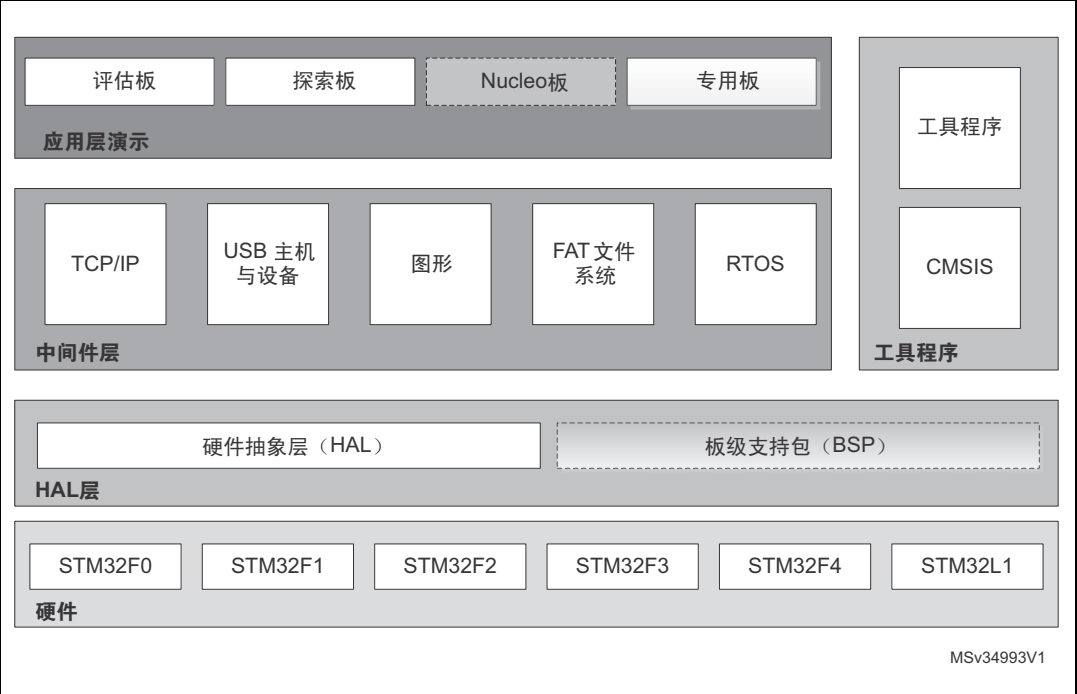 评估板
探索板
Nucleo板
专用板
应用层演示
工具程序
CMSIS
工具程序
TCP/IP
USB 主机
与设备
图形
FAT 文件
系统
RTOS
中间件层
硬件抽象层（HAL）
板级支持包（BSP）
HAL层
STM32F0
STM32F1
STM32F2
STM32F3
STM32F4
STM32L1
硬件
MSv34993V1